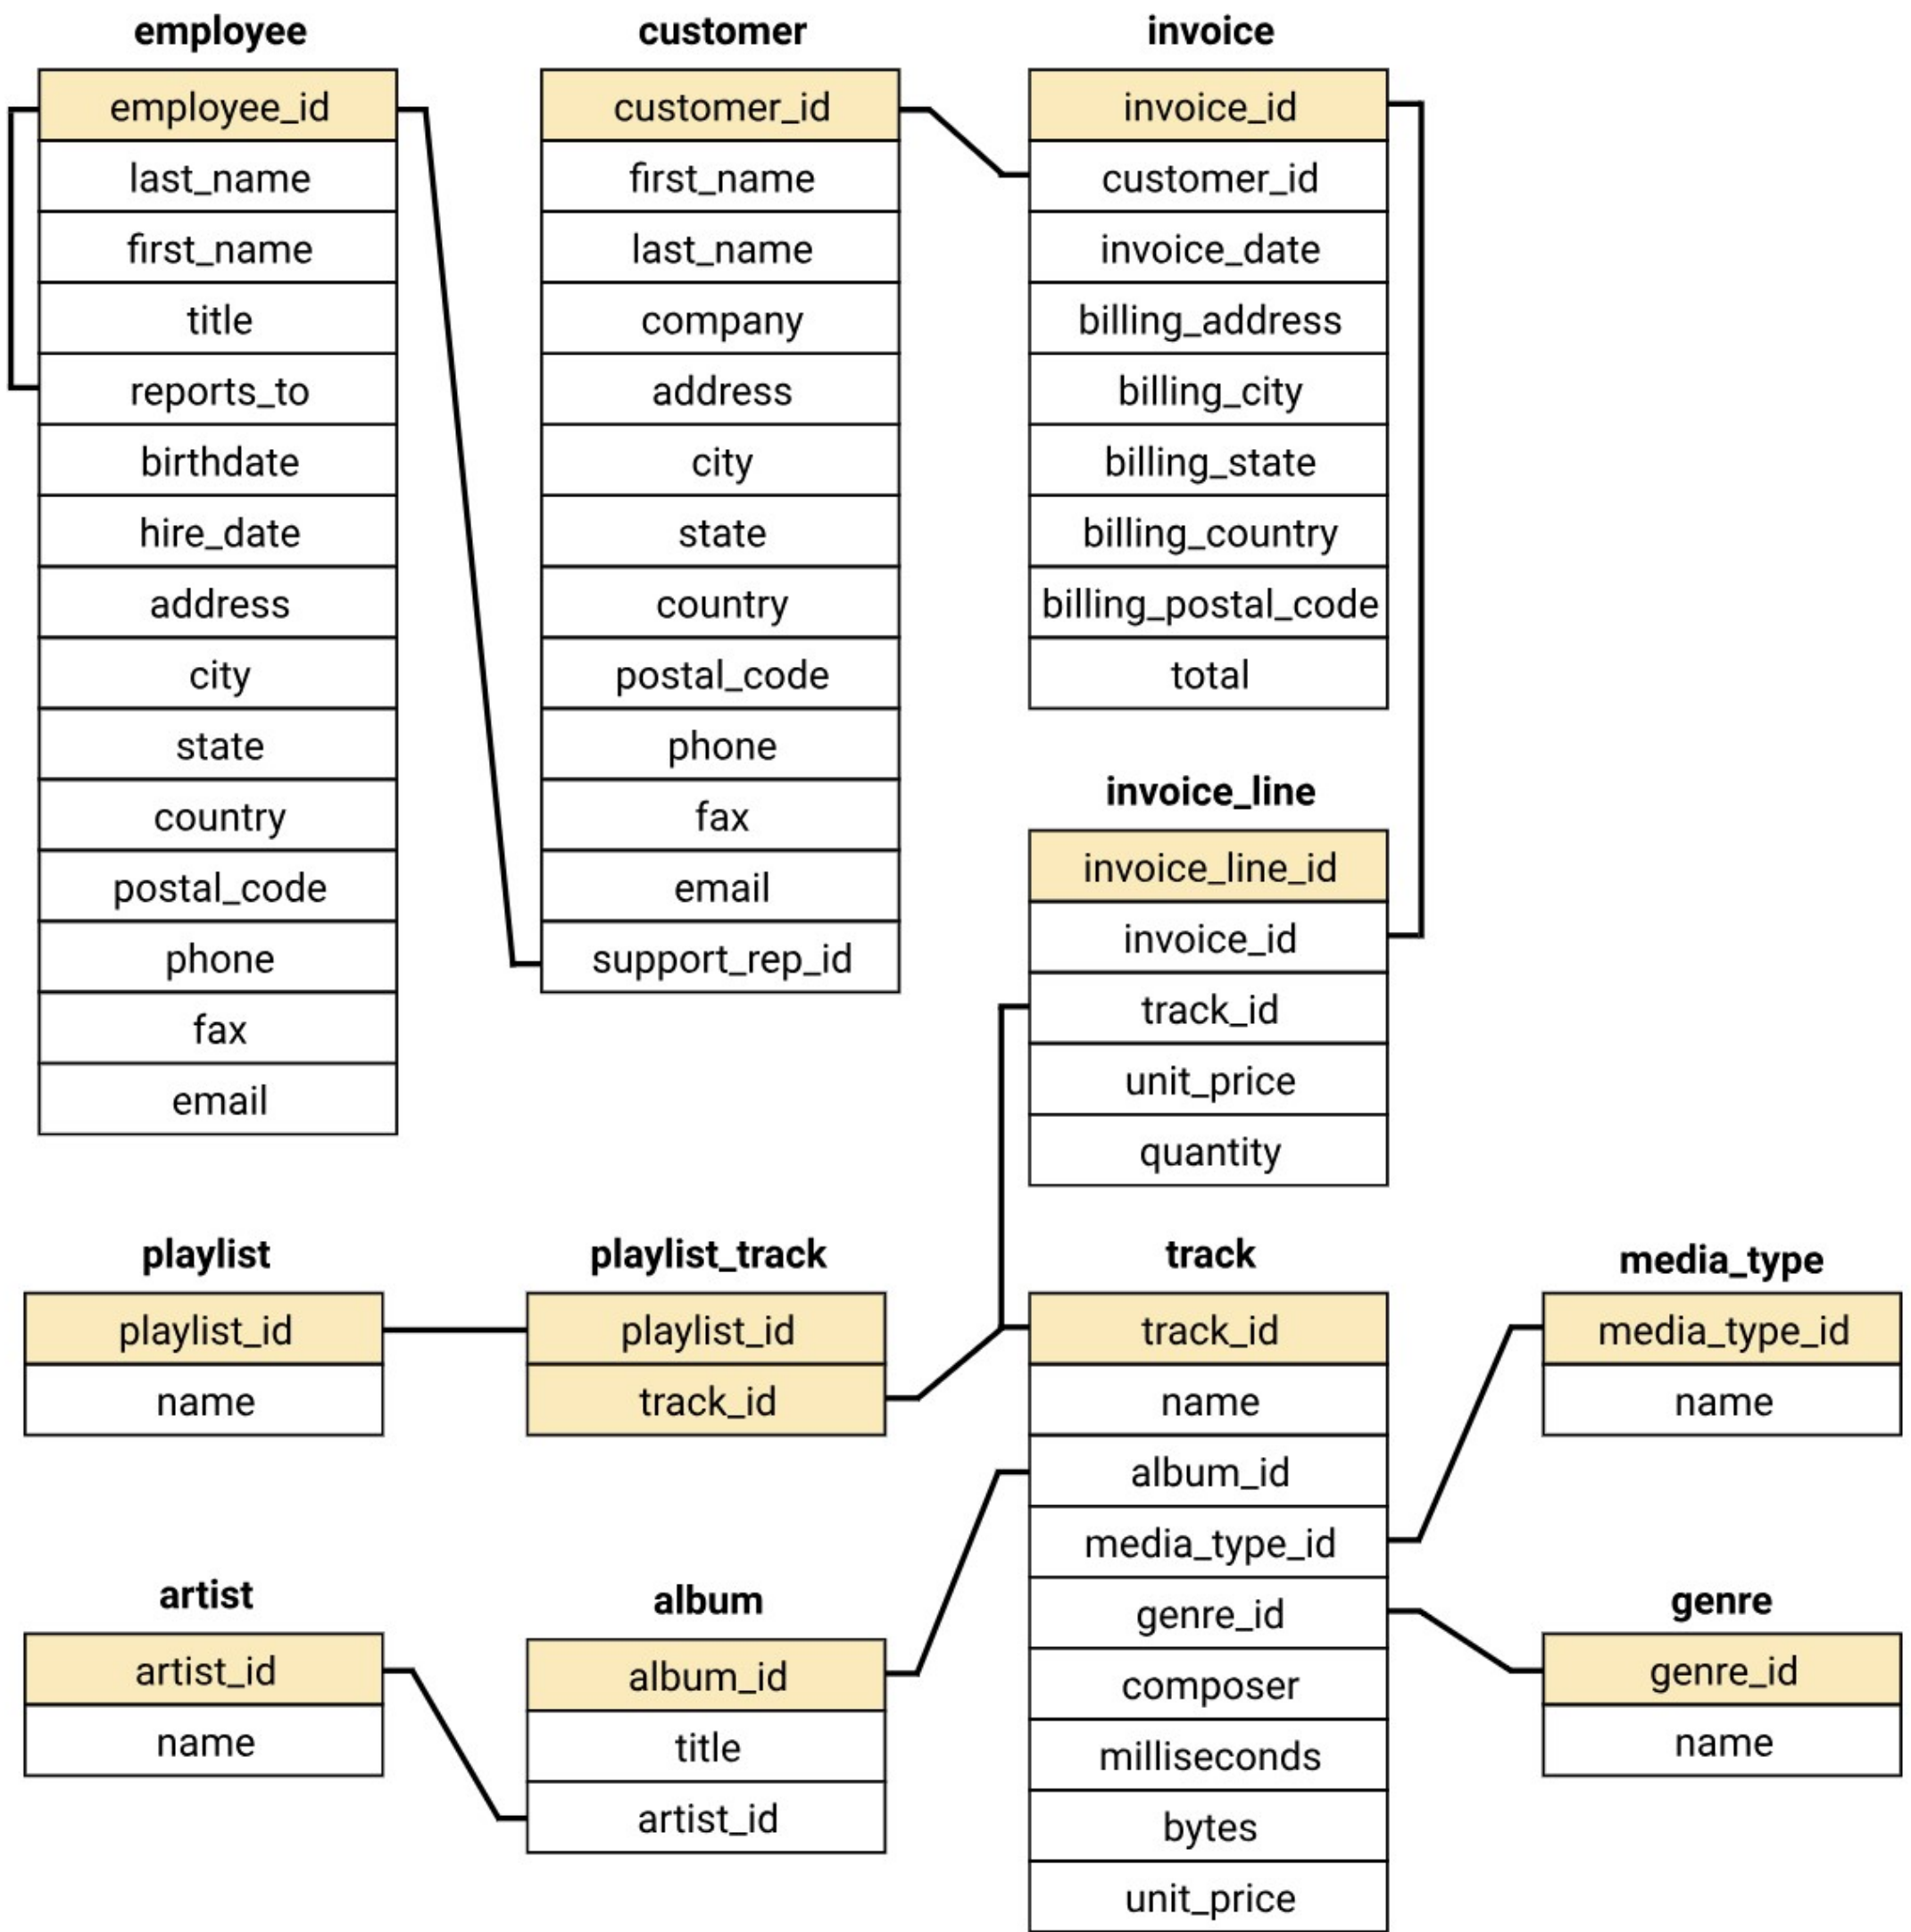 employee
employee_id
last_name
first_name
title
reports_to
birthdate
hire_date
address
city
state
country
postal_code
phone
fax
email
customer
customer_id
first_name
last_name
company
address
city
state
country
postal_code
phone
fax
email
support_rep_id
invoice
invoice_id
customer_id
invoice_date
billing_address
billing_city
billing_state
billing_country
billing_postal_code
total
invoice_line
invoice_line_id
invoice_id
track_id
unit_price
quantity
playlist
playlist_id
name
playlist_track
playlist_id
track_id
track
track_id
name
album_id
media_type_id
genre_id
composer
milliseconds
bytes
unit_price
media_type
media_type_id
name
artist
artist_id
name
album
album_id
title
artist_id
genre
genre_id
name